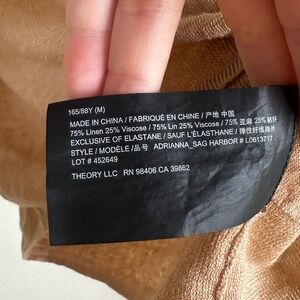 165/88Y (M)
MADE IN CHINA / FABRIQUÉ EN CHINE / 产地 中国
75% Linen 25% Viscose / 75% Lin 25% Viscose / 75% 亚麻 25% 粘纤
EXCLUSIVE OF ELASTANE / SAUF L'ÉLASTHANE / 弹性纤维除外
STYLE / MODÈLE /品号 ADRIANNA_SAG HARBOR # L0813717
LOT # 452649
THEORY LLC RN 98406 CA 39862